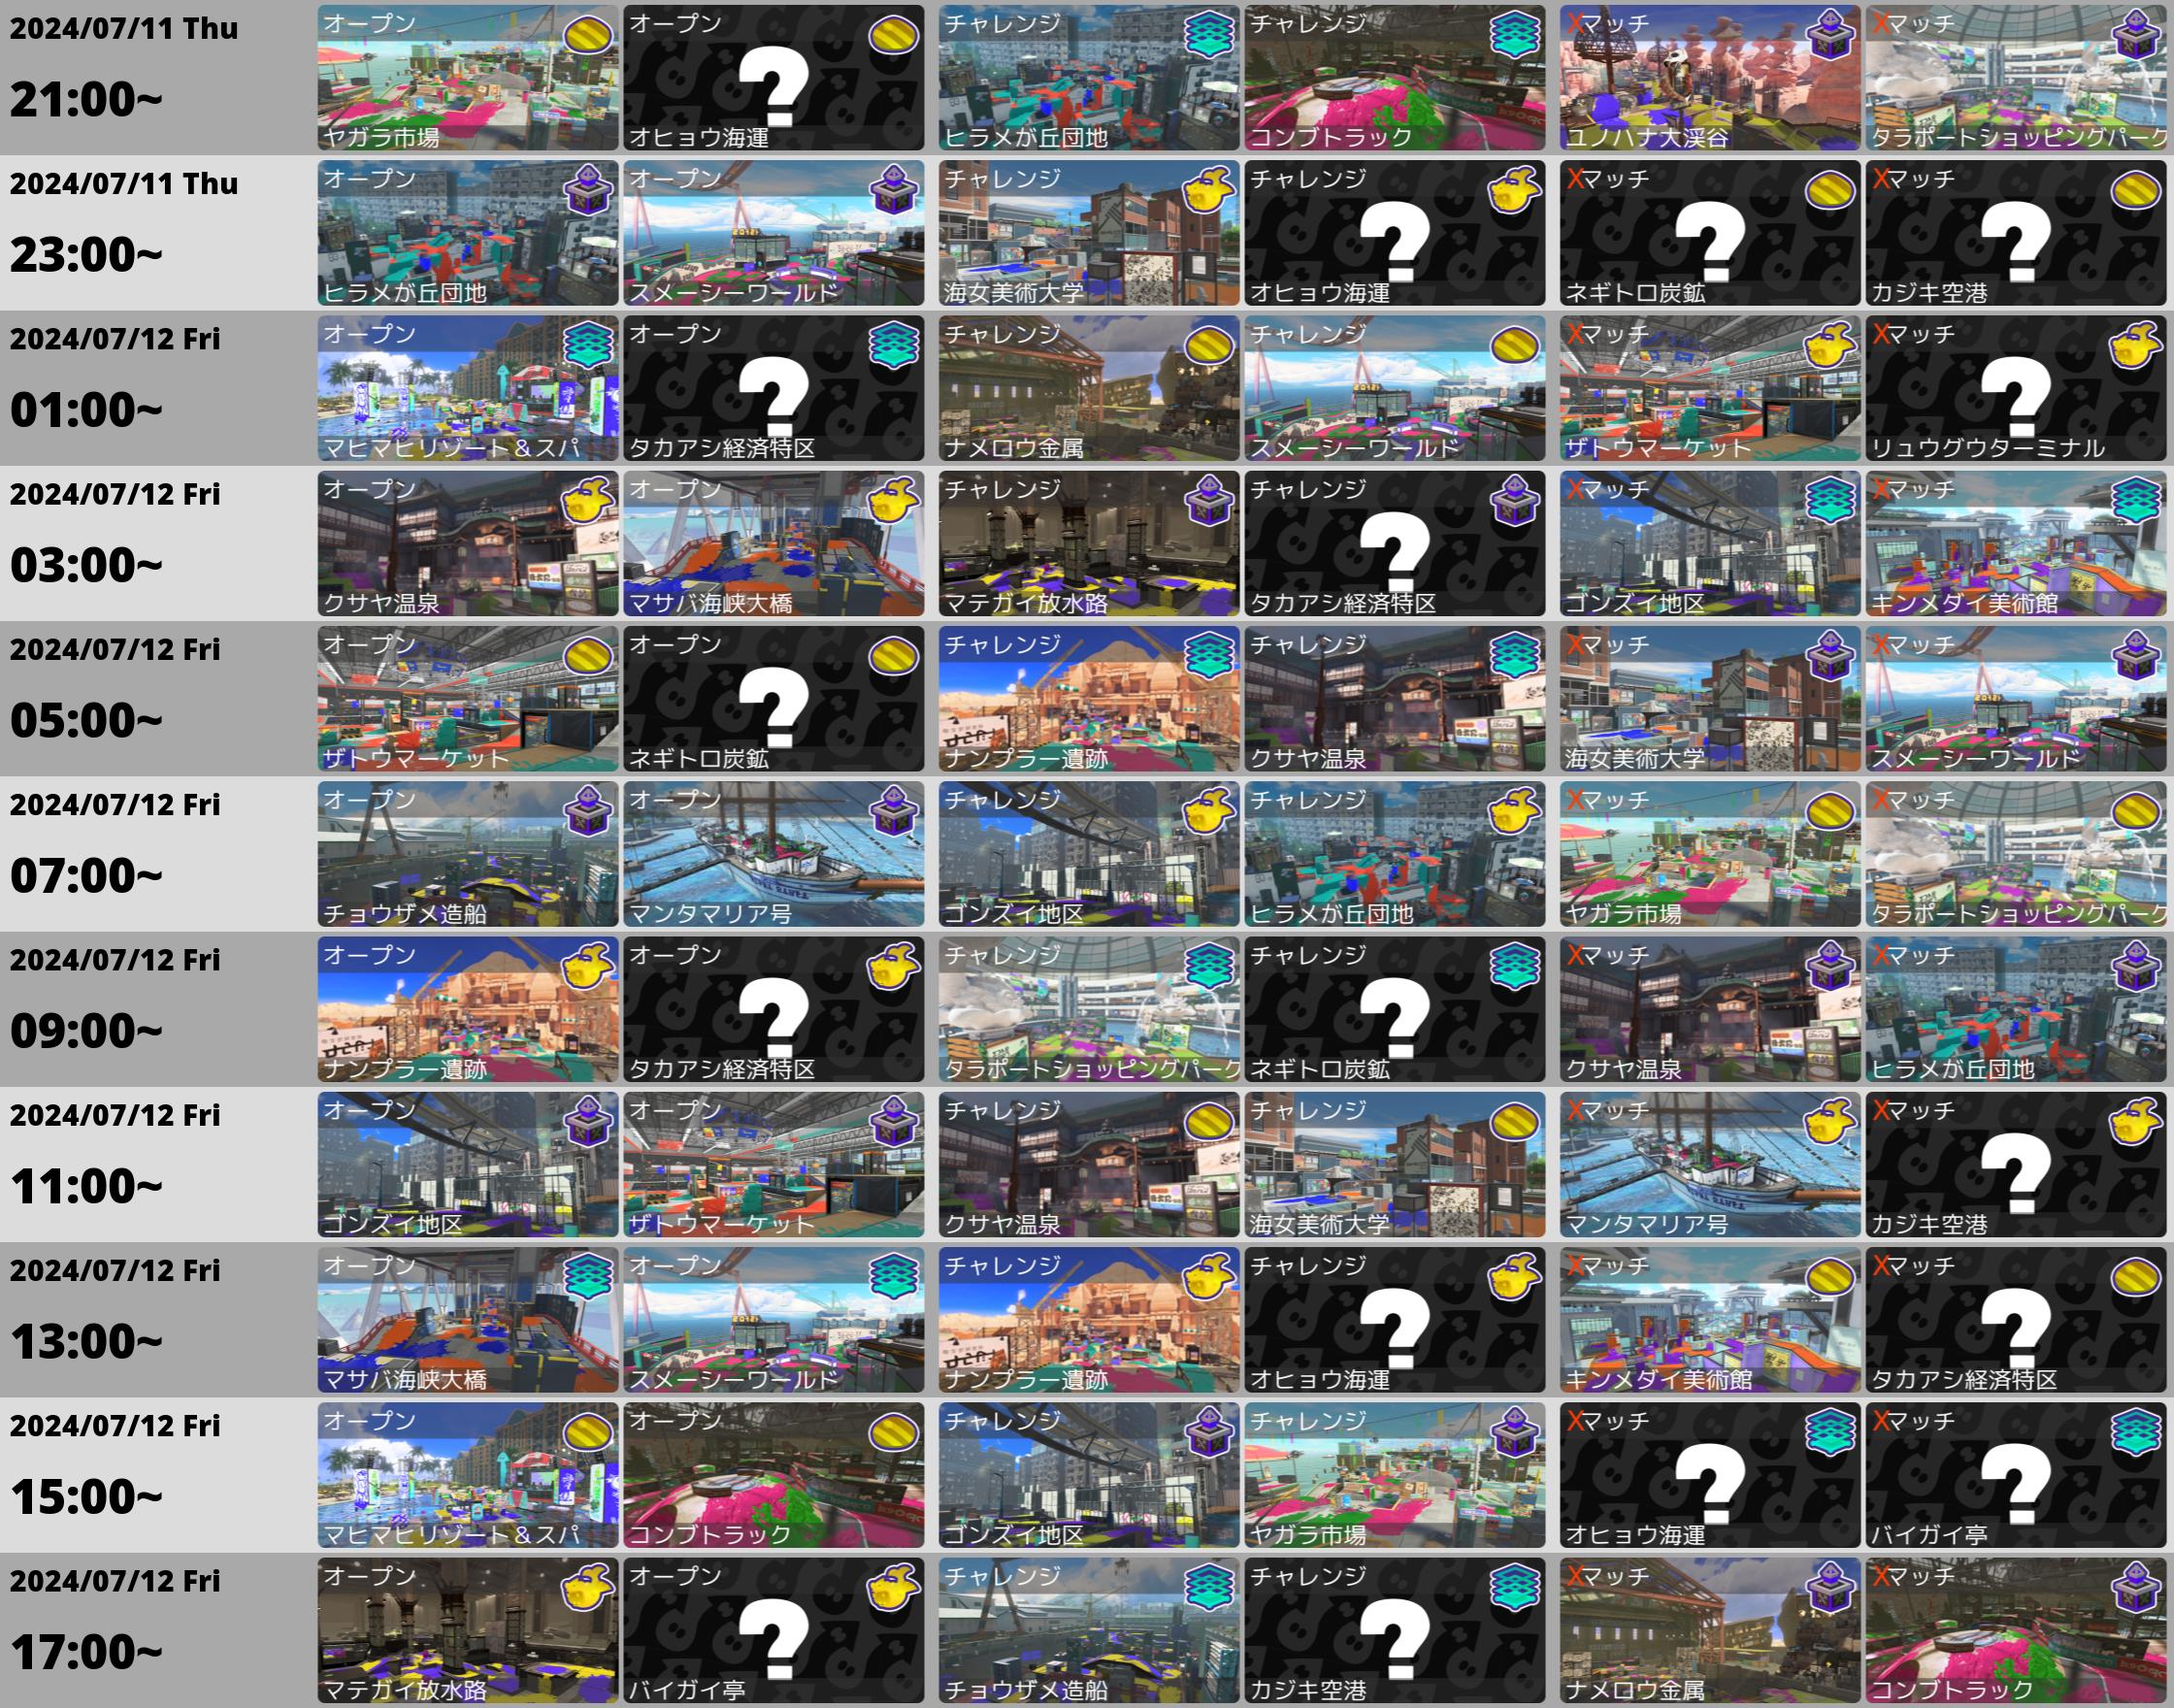 2024/07/11 Thu
21:00~
オープン
ヤガラ市場
オープン
オヒョウ海運
チャレンジ
ヒラメが丘団地
チャレンジ
コンブトラック
Xマッチ
ユノハナ大渓谷
Xマッチ
タラポートショッピングパーク
2024/07/11 Thu
23:00~
オープン
ヒラメが丘団地
オープン
スメーシーワールド
チャレンジ
海女美術大学
チャレンジ
オヒョウ海運
Xマッチ
ネギトロ炭鉱
Xマッチ
カジキ空港
2024/07/12 Fri
01:00~
オープン
マヒマヒリゾート＆スパ
オープン
タカアシ経済特区
チャレンジ
ナメロウ金属
チャレンジ
スメーシーワールド
Xマッチ
ザトウマーケット
Xマッチ
リュウグウターミナル
2024/07/12 Fri
03:00~
オープン
クサヤ温泉
オープン
マサバ海峡大橋
チャレンジ
マテガイ放水路
チャレンジ
タカアシ経済特区
Xマッチ
ゴンズイ地区
Xマッチ
キンメダイ美術館
2024/07/12 Fri
05:00~
オープン
ザトウマーケット
オープン
ネギトロ炭鉱
チャレンジ
ナンプラー遺跡
チャレンジ
クサヤ温泉
Xマッチ
海女美術大学
Xマッチ
スメーシーワールド
2024/07/12 Fri
07:00~
オープン
チョウザメ造船
オープン
マンタマリア号
チャレンジ
ゴンズイ地区
チャレンジ
ヒラメが丘団地
Xマッチ
ヤガラ市場
Xマッチ
タラポートショッピングパーク
2024/07/12 Fri
09:00~
オープン
ナンプラー遺跡
オープン
タカアシ経済特区
チャレンジ
タラポートショッピングパーク
チャレンジ
ネギトロ炭鉱
Xマッチ
クサヤ温泉
Xマッチ
ヒラメが丘団地
2024/07/12 Fri
11:00~
オープン
ゴンズイ地区
オープン
ザトウマーケット
チャレンジ
クサヤ温泉
チャレンジ
海女美術大学
Xマッチ
マンタマリア号
Xマッチ
カジキ空港
2024/07/12 Fri
13:00~
オープン
マサバ海峡大橋
オープン
スメーシーワールド
チャレンジ
ナンプラー遺跡
チャレンジ
オヒョウ海運
Xマッチ
キンメダイ美術館
Xマッチ
タカアシ経済特区
2024/07/12 Fri
15:00~
オープン
マヒマヒリゾート＆スパ
オープン
コンブトラック
チャレンジ
ゴンズイ地区
チャレンジ
ヤガラ市場
Xマッチ
オヒョウ海運
Xマッチ
バイガイ亭
2024/07/12 Fri
17:00~
オープン
マテガイ放水路
オープン
バイガイ亭
チャレンジ
チョウザメ造船
チャレンジ
カジキ空港
Xマッチ
ナメロウ金属
Xマッチ
コンブトラック